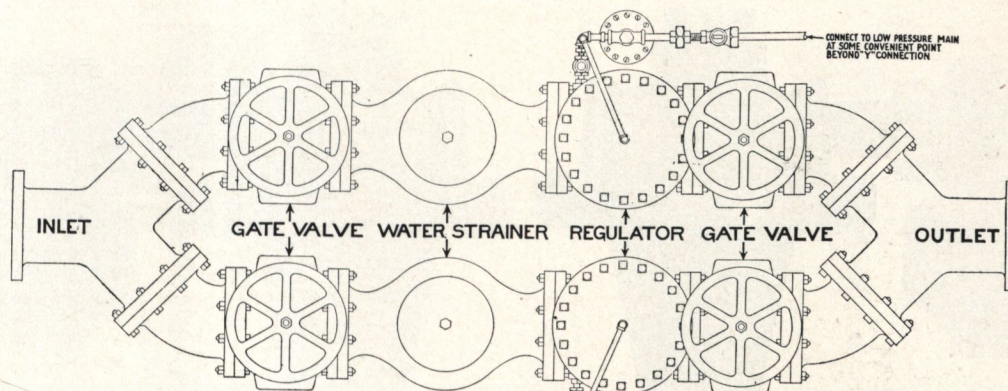 CONNECT TO LOW PRESSURE MAIN
AT SOME CONVENIENT POINT
BEYOND "Y" CONNECTION
INLET
GATE VALVE
WATER STRAINER
REGULATOR
GATE VALVE
OUTLET